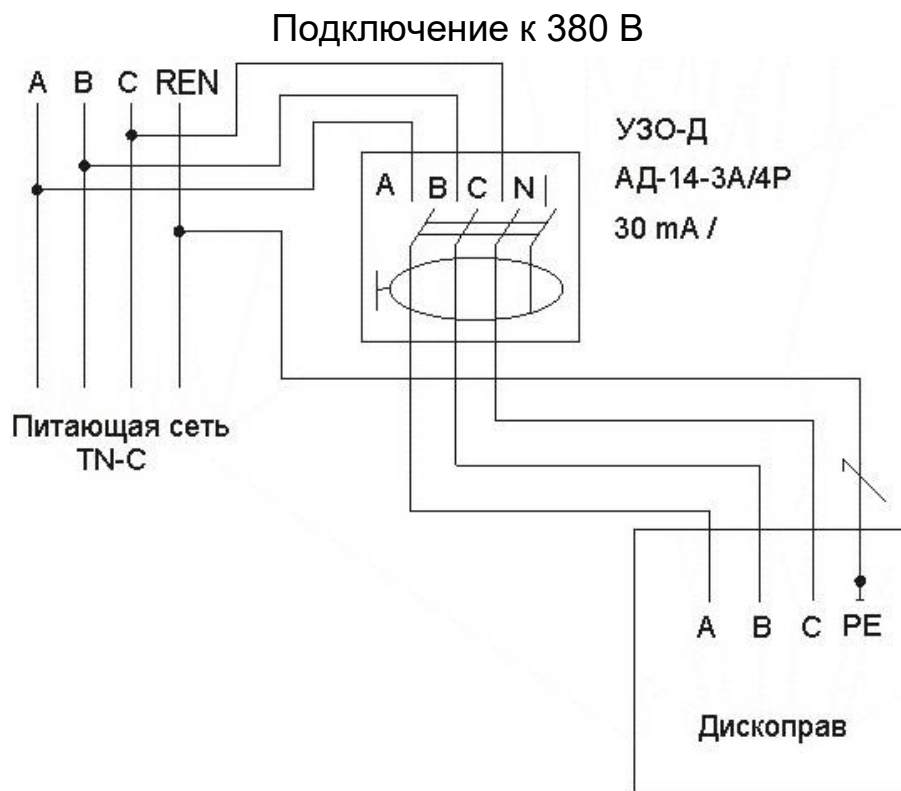 Подключение к 380 В
A B C REN
УЗО-Д
АД-14-3А/4Р
30 mA /
A B C N
Питающая сеть
TN-C
A B C PE
Дископрав